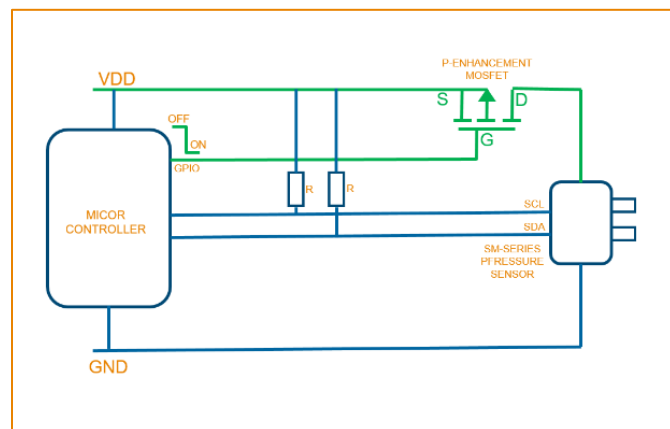 P-ENHANCEMENT
MOSFET
VDD
S
D
G
OFF
ON
GPIO
R
R
MICOR
CONTROLLER
SCL
SDA
SM-SERIES
PFRESSURE
SENSOR
GND